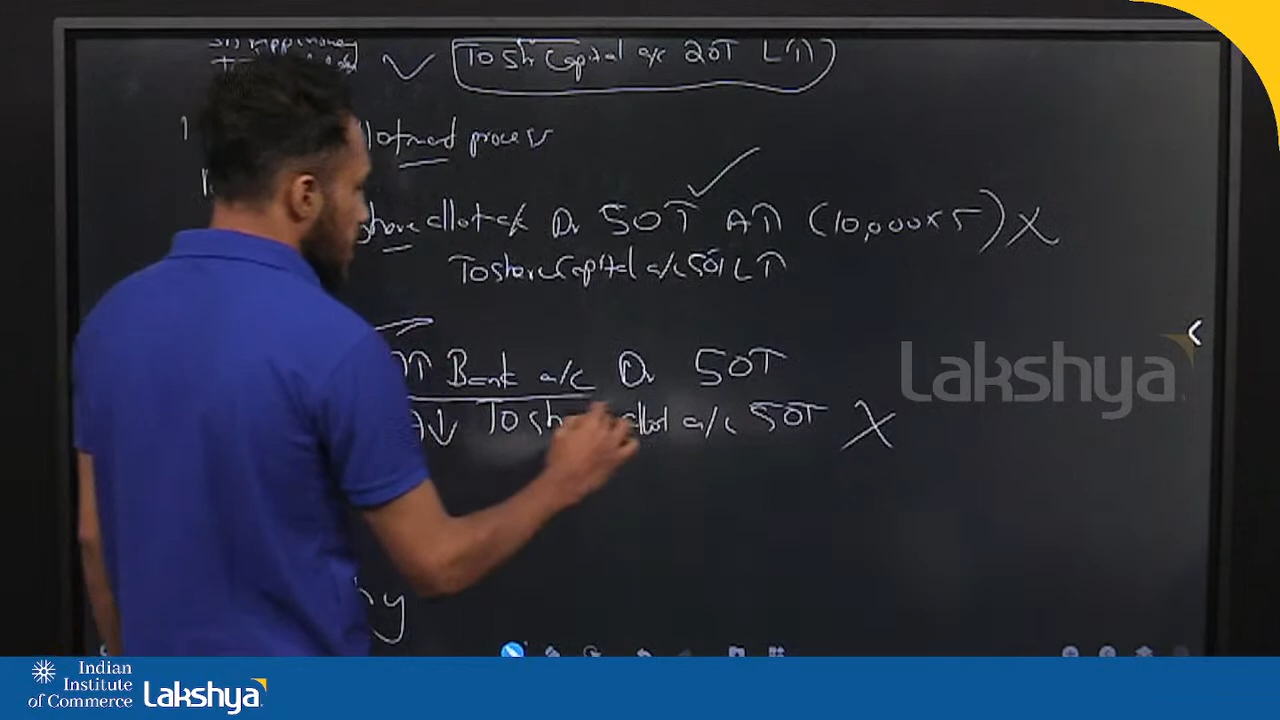 To Sh Capital a/c 20T L↑
process
share allot a/c Dr 50T A↑ (10,000×5) X
To share Capital a/c 50T L↑
A↑ Bank a/c Dr 50T
A↓ To sh allot a/c 50T X
Lakshya
Indian
Institute
of Commerce Lakshya